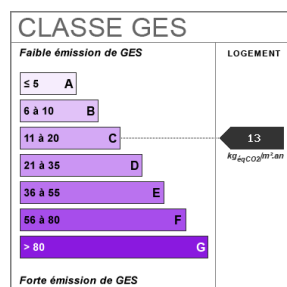 CLASSE GES
Faible émission de GES
LOGEMENT
≤ 5 A
6 à 10 B
11 à 20 C
13
kgéqCO2/m².an
21 à 35 D
36 à 55 E
56 à 80 F
> 80 G
Forte émission de GES